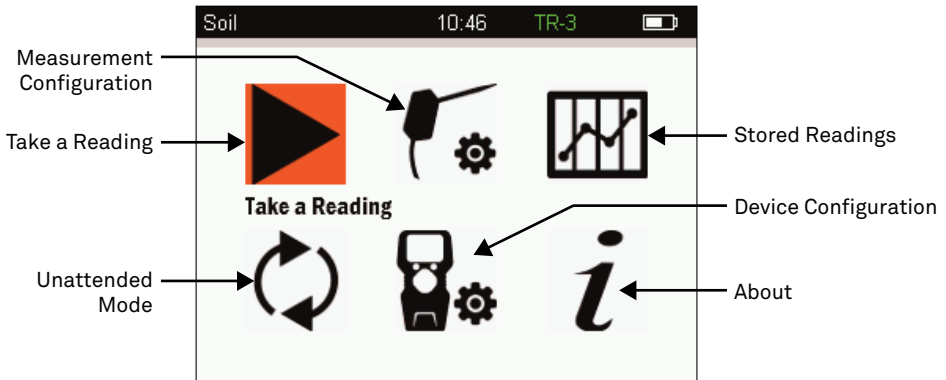 Soil 10:46 TR-3
Measurement
Configuration
Take a Reading
Stored Readings
Take a Reading
Device Configuration
Unattended
Mode
About
i